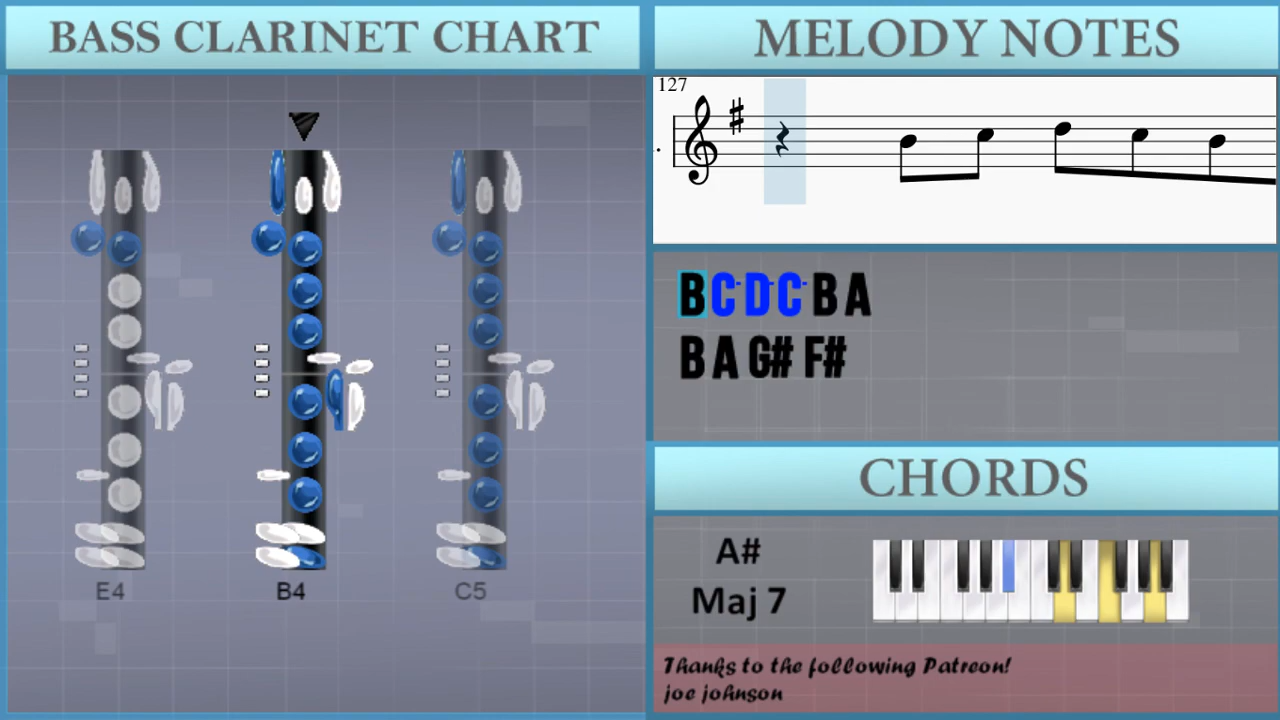 BASS CLARINET CHART
E4 B4 C5
MELODY NOTES
127
B C D C B A
B A G# F#
CHORDS
A#
Maj 7
Thanks to the following Patreon!
joe johnson